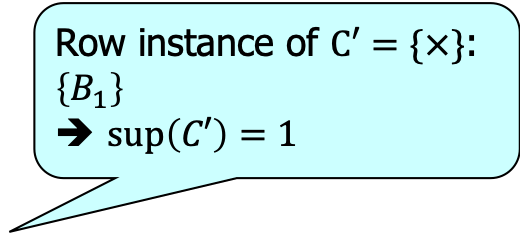 Row instance of C′ = {×}:
{B₁}
➔ sup(C′) = 1